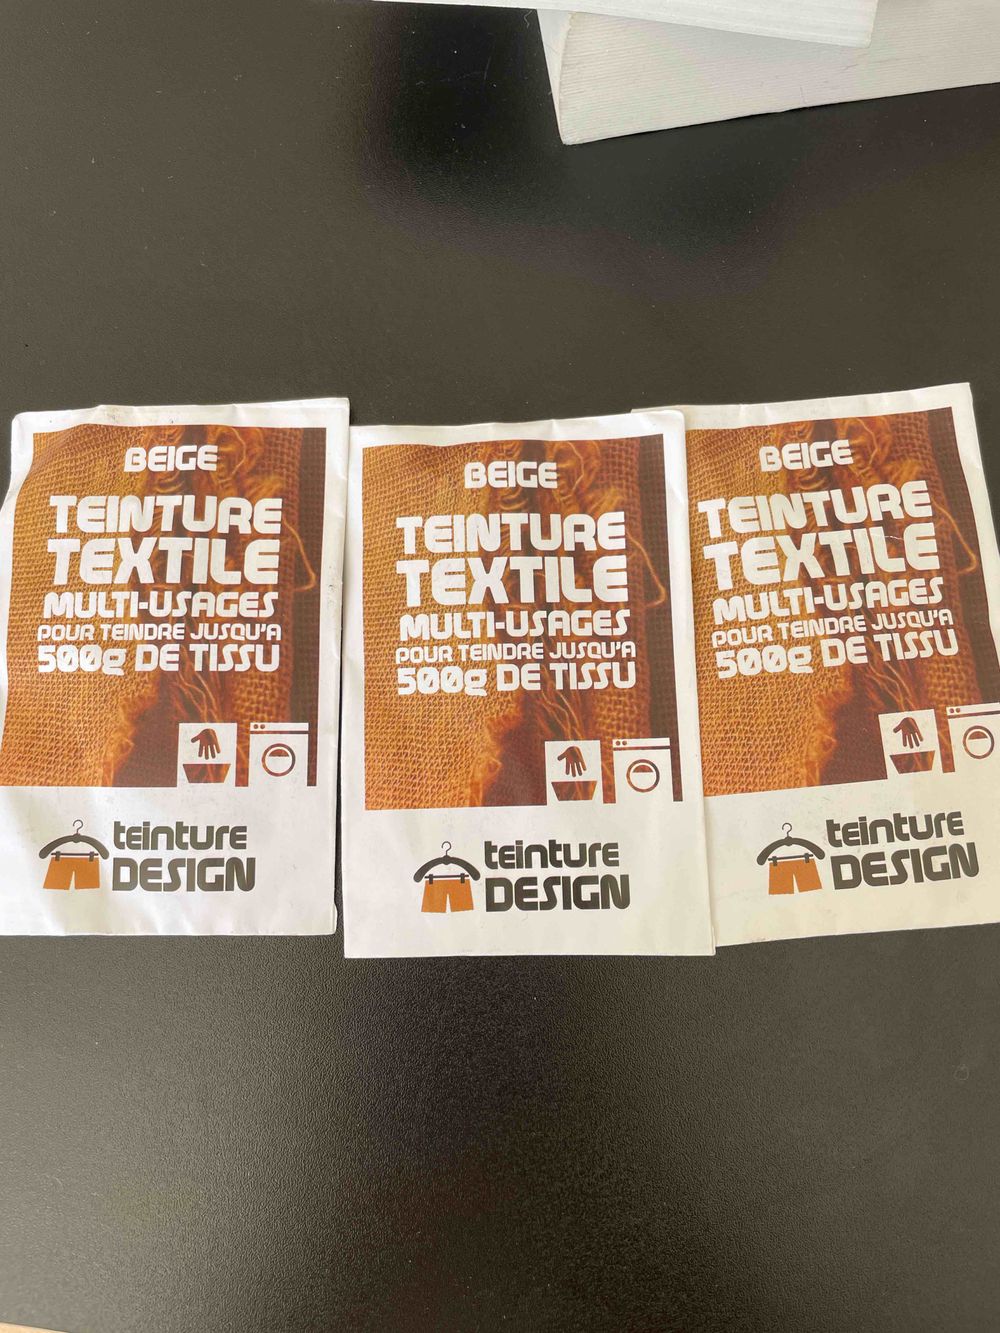 BEIGE
TEINTURE
TEXTILE
MULTI-USAGES
POUR TEINDRE JUSQU'A
500g DE TISSU
teinture
DESIGN
BEIGE
TEINTURE
TEXTILE
MULTI-USAGES
POUR TEINDRE JUSQU'A
500g DE TISSU
teinture
DESIGN
BEIGE
TEINTURE
TEXTILE
MULTI-USAGES
POUR TEINDRE JUSQU'A
500g DE TISSU
teinture
DESIGN